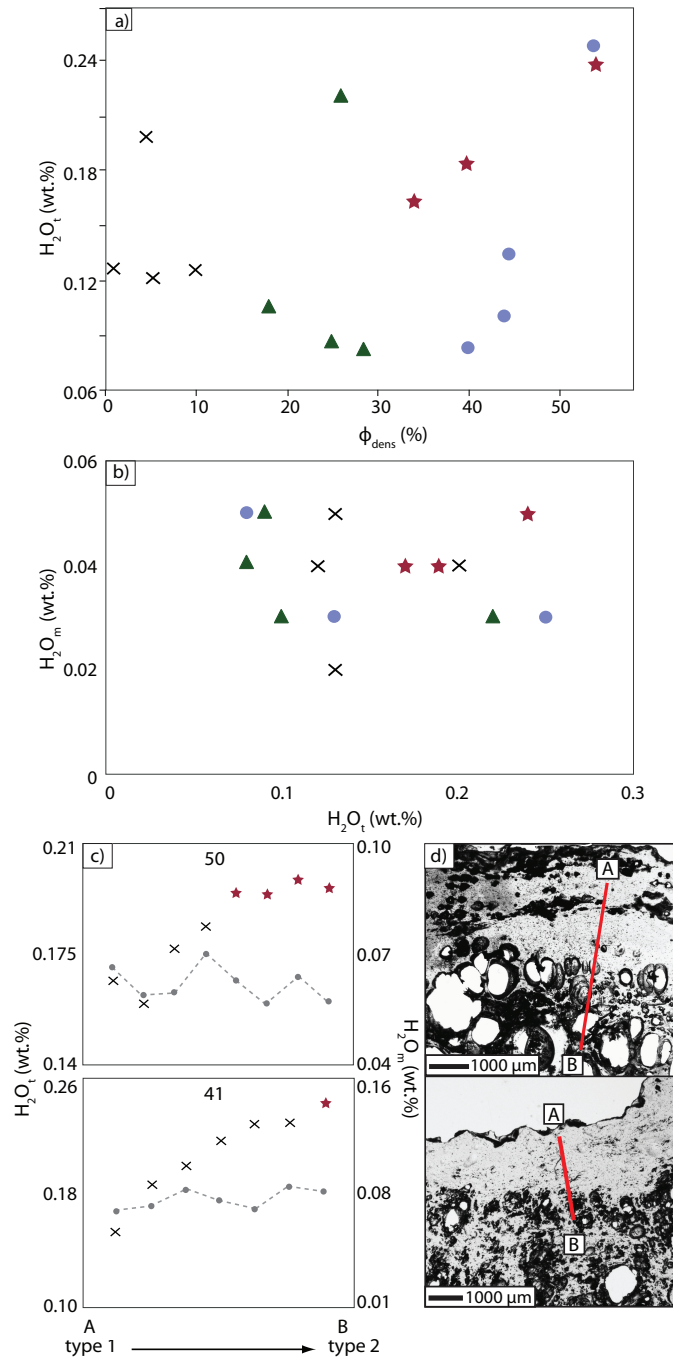 a)
0.24
0.18
0.12
0.06
H₂Oₜ (wt.%)
0 10 20 30 40 50
ϕdens (%)
b)
0.06
0.04
0.02
0
H₂Oₘ (wt.%)
0 0.1 0.2 0.3
H₂Oₜ (wt.%)
c)
50
0.21
0.175
0.14
0.10
0.07
0.04
41
0.26
0.18
0.10
0.16
0.08
0.01
H₂Oₜ (wt.%)
H₂Oₘ (wt.%)
A B
type 1 type 2
d)
A
B
1000 µm
A
B
1000 µm